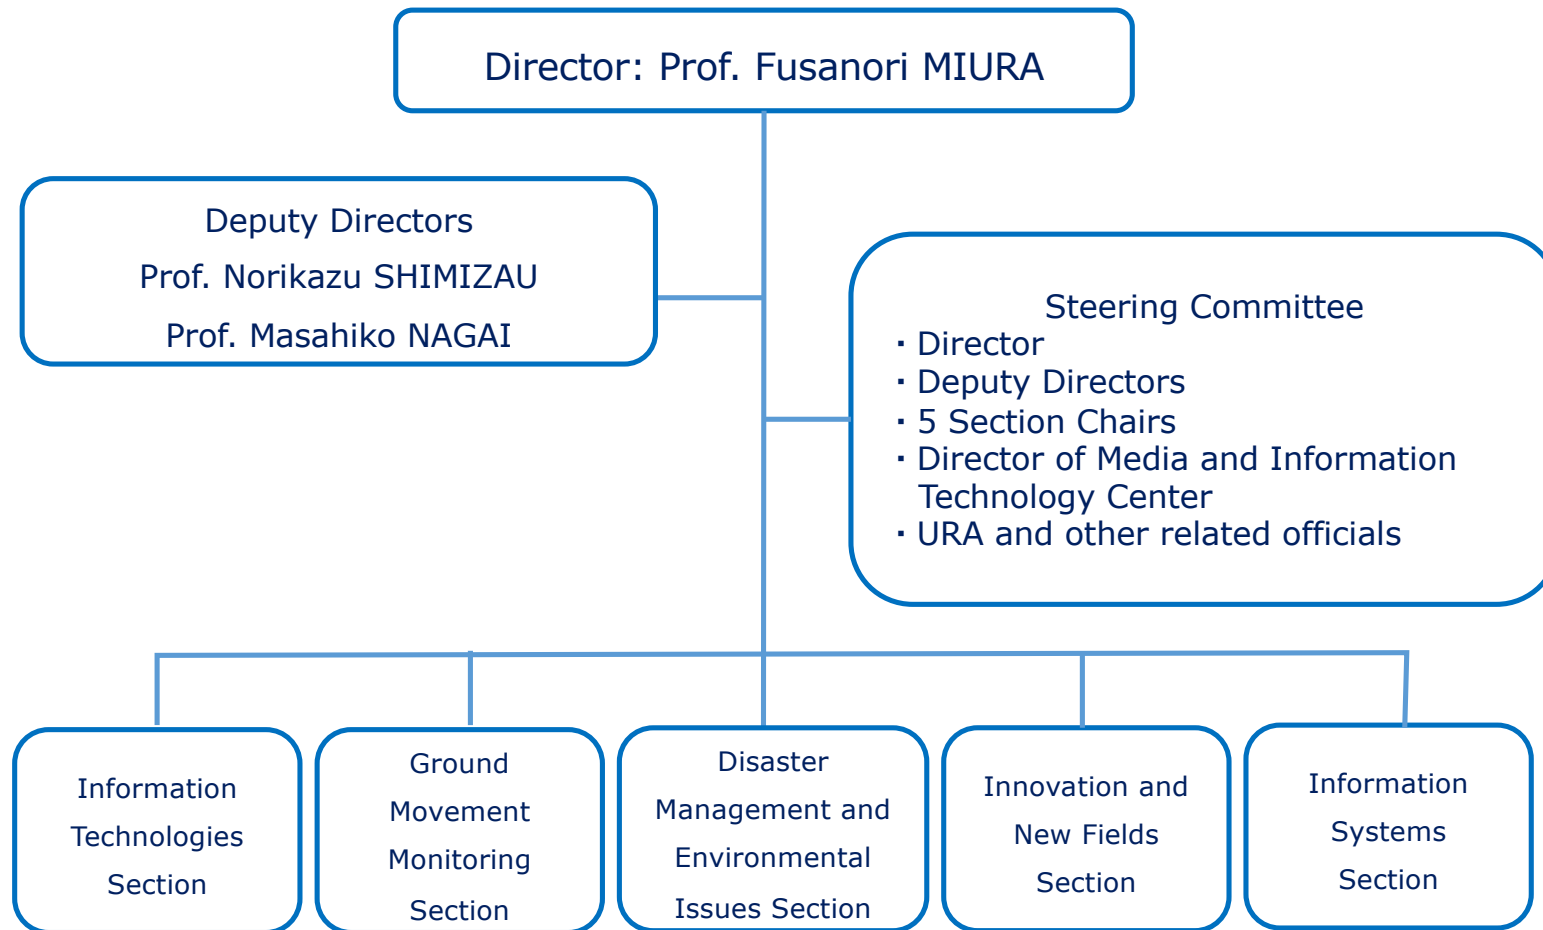 Director: Prof. Fusanori MIURA
Deputy Directors
Prof. Norikazu SHIMIZAU
Prof. Masahiko NAGAI
Steering Committee
・Director
・Deputy Directors
・5 Section Chairs
・Director of Media and Information
Technology Center
・URA and other related officials
Information
Technologies
Section
Ground
Movement
Monitoring
Section
Disaster
Management and
Environmental
Issues Section
Innovation and
New Fields
Section
Information
Systems
Section